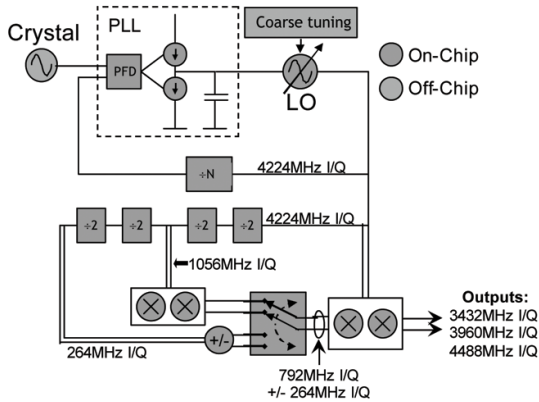 Crystal
PLL
PFD
Coarse tuning
LO
On-Chip
Off-Chip
÷N
4224MHz I/Q
÷2
÷2
÷2
÷2
4224MHz I/Q
1056MHz I/Q
264MHz I/Q
+/-
792MHz I/Q
+/- 264MHz I/Q
Outputs:
3432MHz I/Q
3960MHz I/Q
4488MHz I/Q